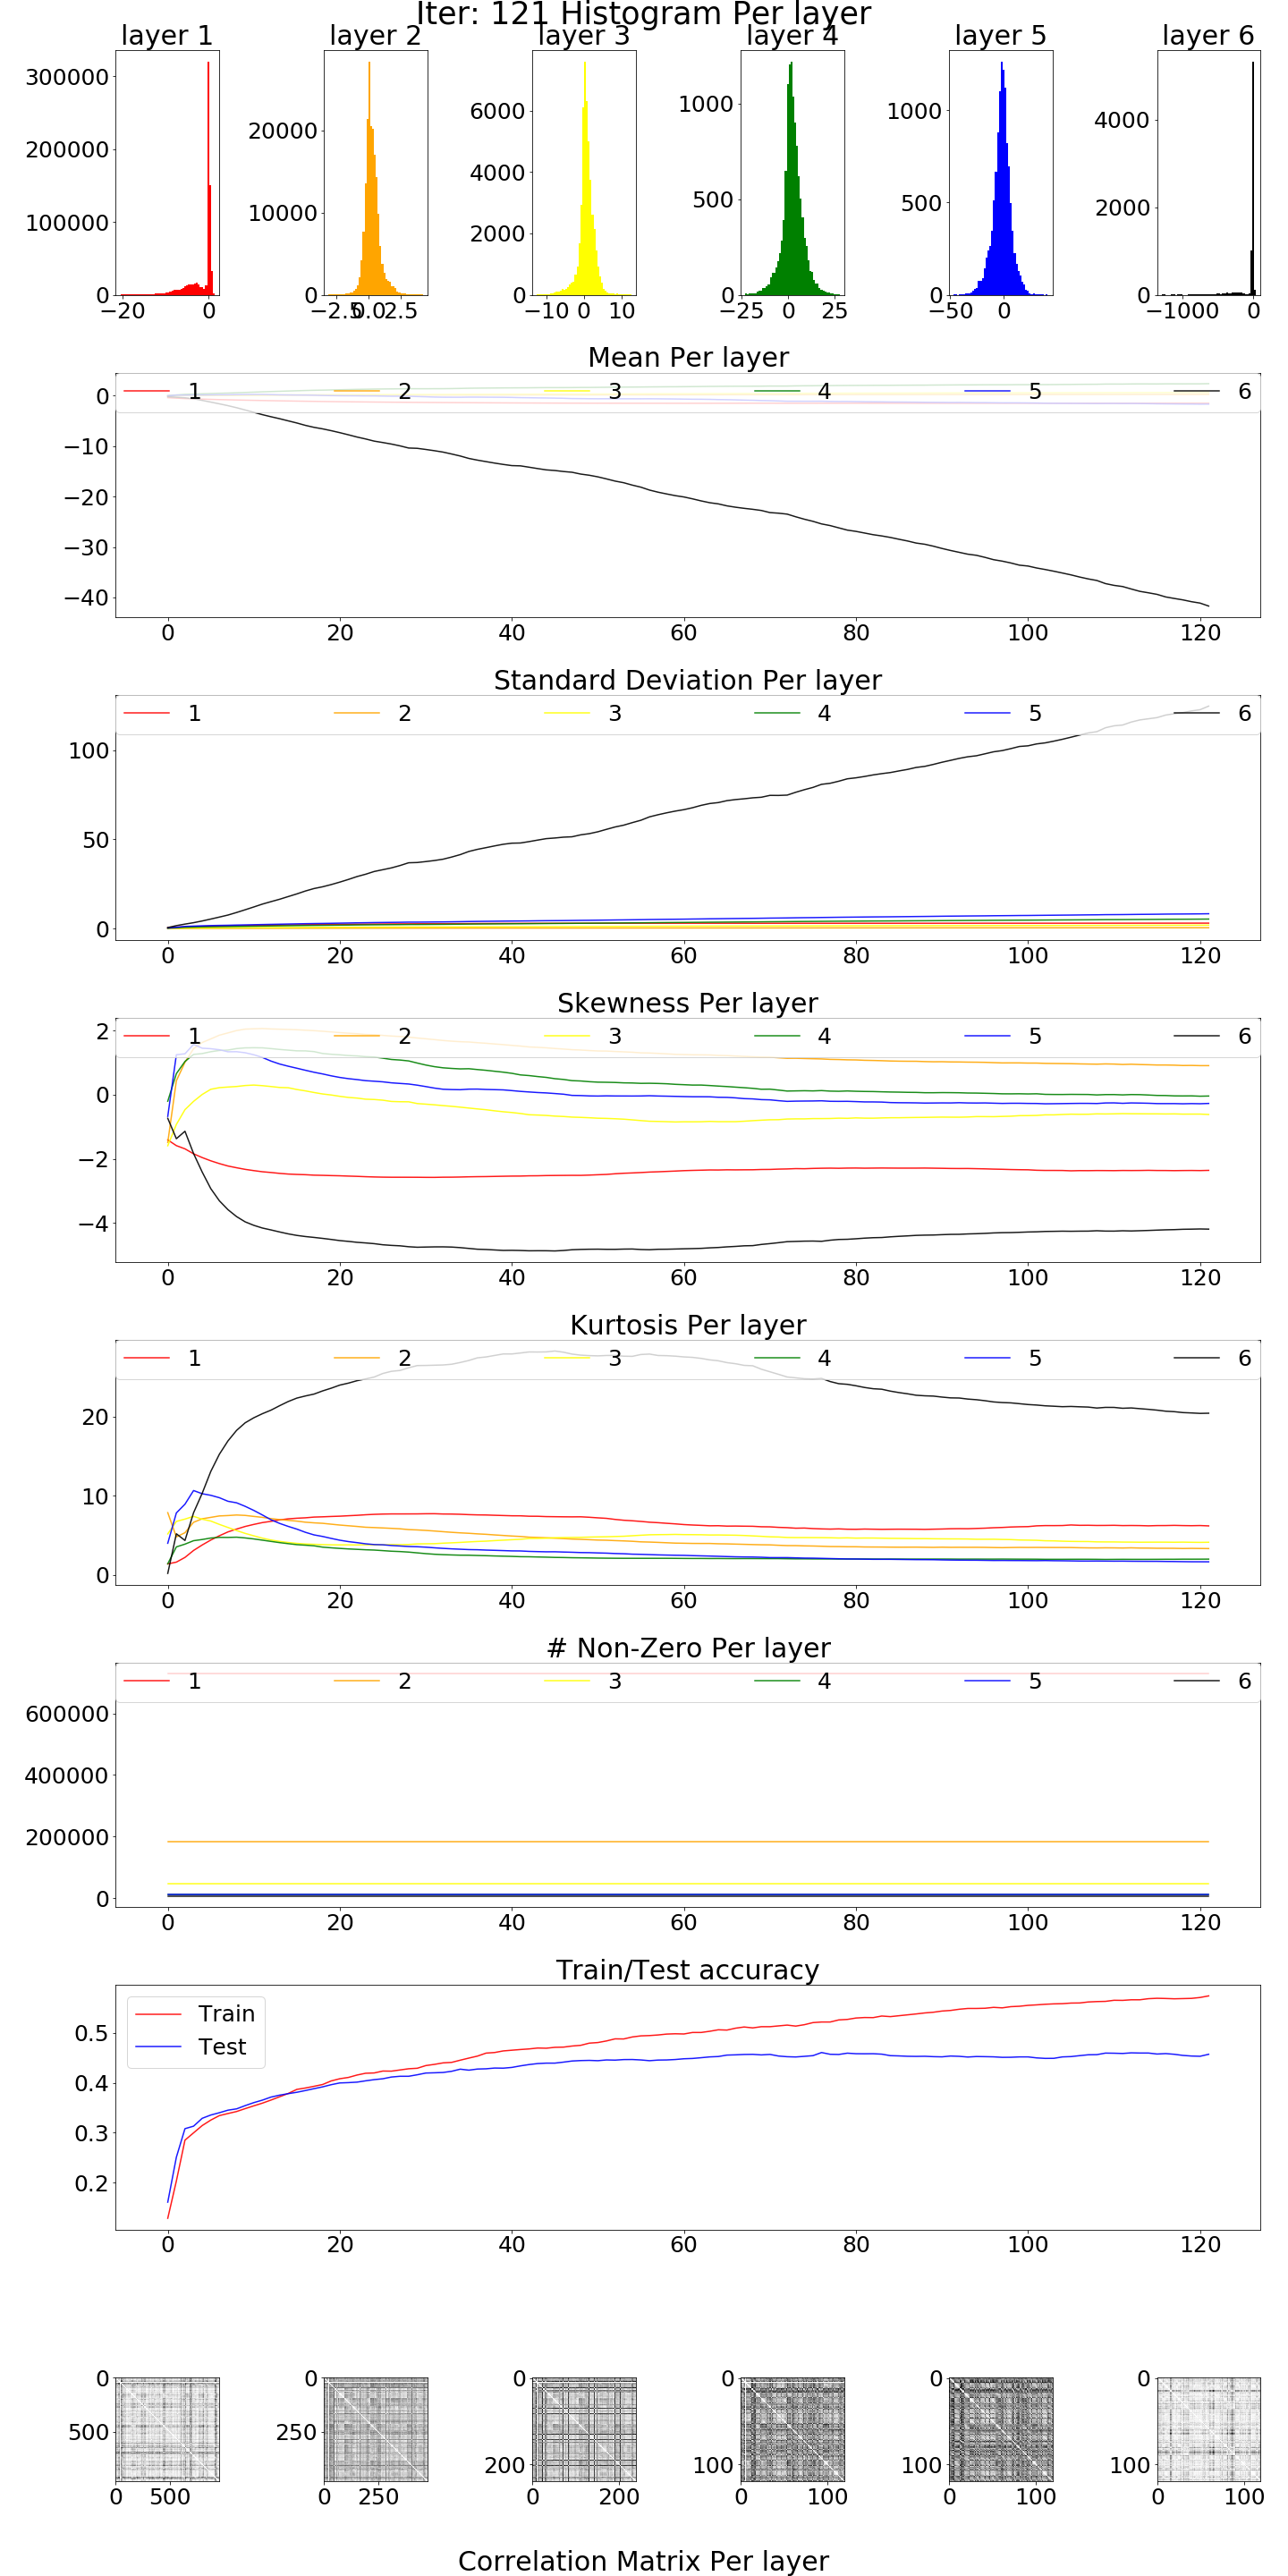 Iter: 121 Histogram Per layer
layer 1 layer 2 layer 3 layer 4 layer 5 layer 6
300000
200000
100000
0
−20 0
20000
10000
0
−2.5 0.0 2.5
6000
4000
2000
0
−10 0 10
1000
500
0
−25 0 25
1000
500
0
−50 0
4000
2000
0
−1000 0
Mean Per layer
1 2 3 4 5 6
0
−10
−20
−30
−40
0 20 40 60 80 100 120
Standard Deviation Per layer
1 2 3 4 5 6
100
50
0
0 20 40 60 80 100 120
Skewness Per layer
1 2 3 4 5 6
2
0
−2
−4
0 20 40 60 80 100 120
Kurtosis Per layer
1 2 3 4 5 6
20
10
0
0 20 40 60 80 100 120
# Non-Zero Per layer
1 2 3 4 5 6
600000
400000
200000
0
0 20 40 60 80 100 120
Train/Test accuracy
Train
Test
0.5
0.4
0.3
0.2
0 20 40 60 80 100 120
0
500
0 500
0
250
0 250
0
200
0 200
0
100
0 100
0
100
0 100
0
100
0 100
Correlation Matrix Per layer